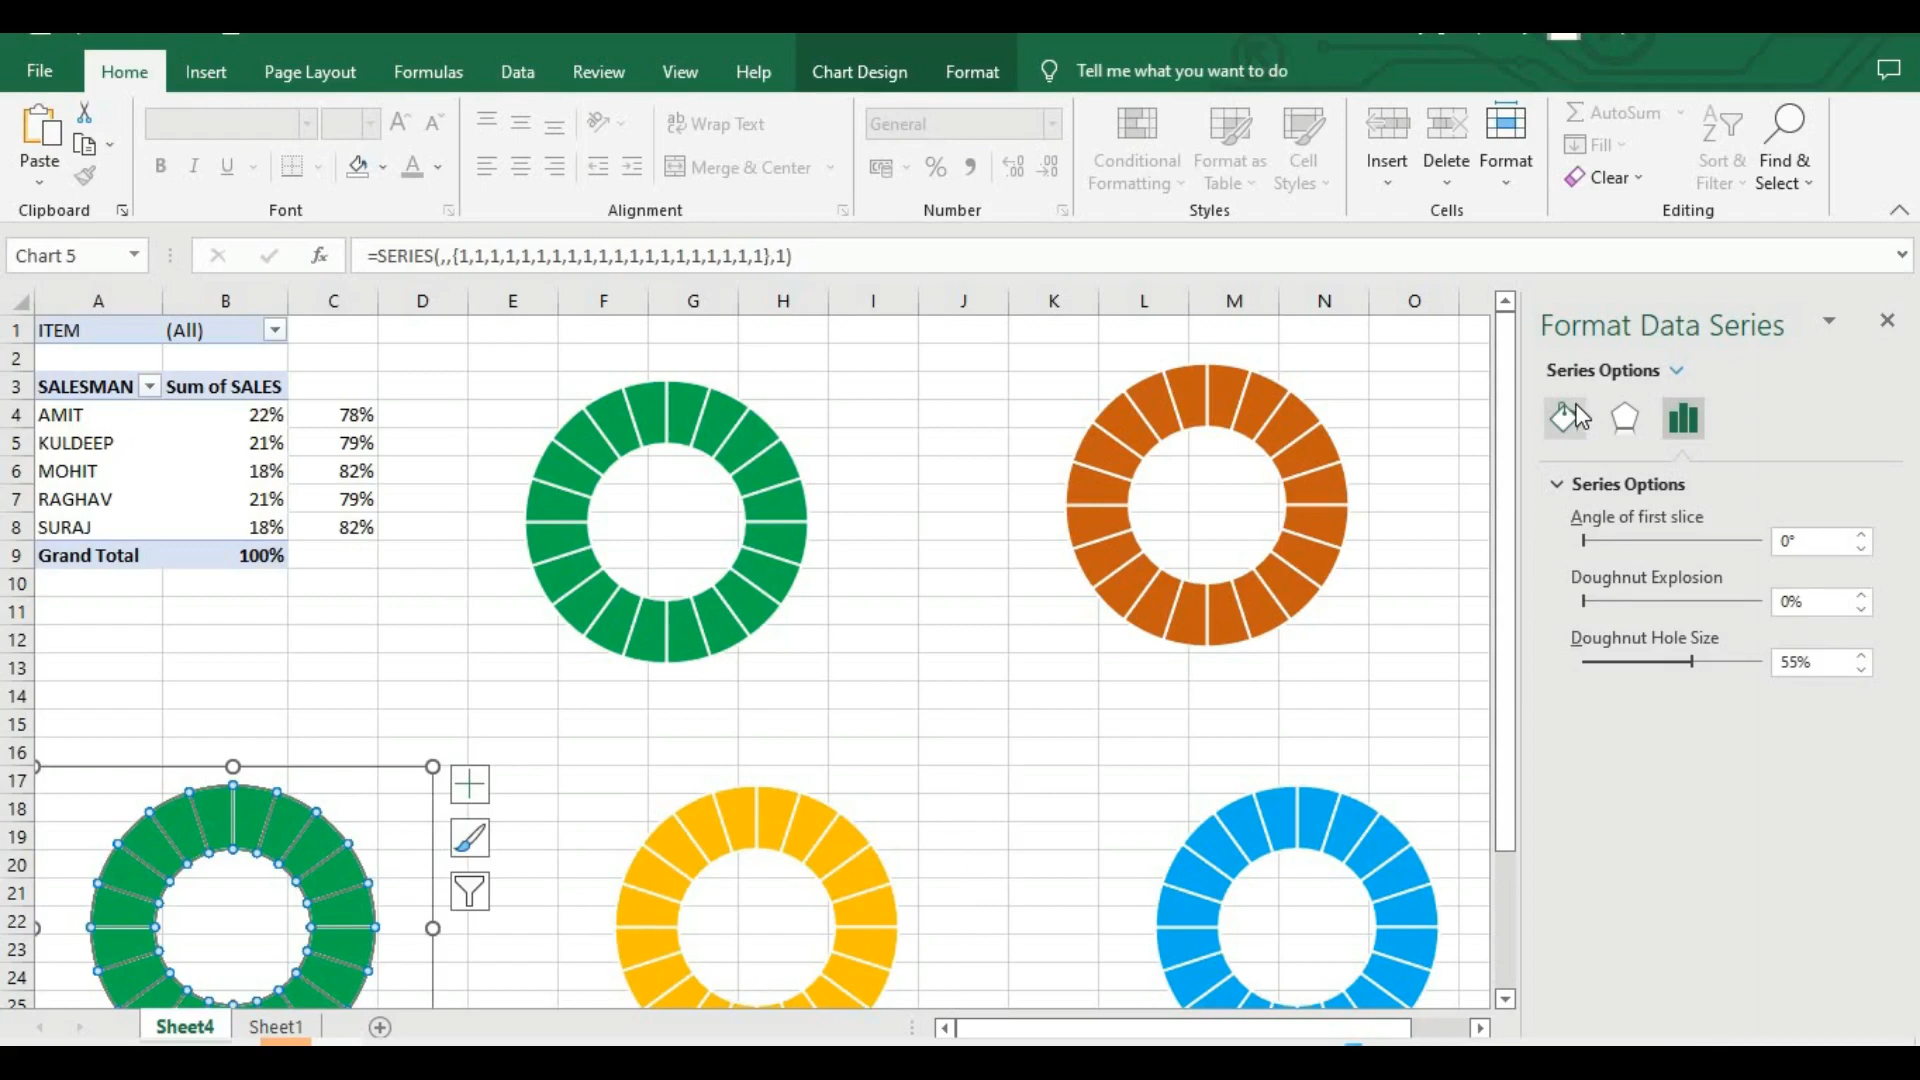 File Home Insert Page Layout Formulas Data Review View Help Chart Design Format Tell me what you want to do
Paste
Clipboard
B I U A
Font
Wrap Text
Merge & Center
Alignment
General
% ,
Number
Conditional Formatting
Format as Table
Cell Styles
Styles
Insert Delete Format
Cells
AutoSum
Fill
Clear
Sort & Filter
Find & Select
Editing
Chart 5 fx =SERIES(,,{1,1,1,1,1,1,1,1,1,1,1,1,1,1,1,1,1,1,1,1},1)
A B C D E F G H I J K L M N O
1 ITEM (All)
2
3 SALESMAN Sum of SALES
4 AMIT 22% 78%
5 KULDEEP 21% 79%
6 MOHIT 18% 82%
7 RAGHAV 21% 79%
8 SURAJ 18% 82%
9 Grand Total 100%
10
11
12
13
14
15
16
17
18
19
20
21
22
23
24
25
Format Data Series
Series Options
Series Options
Angle of first slice
0°
Doughnut Explosion
0%
Doughnut Hole Size
55%
Sheet4 Sheet1